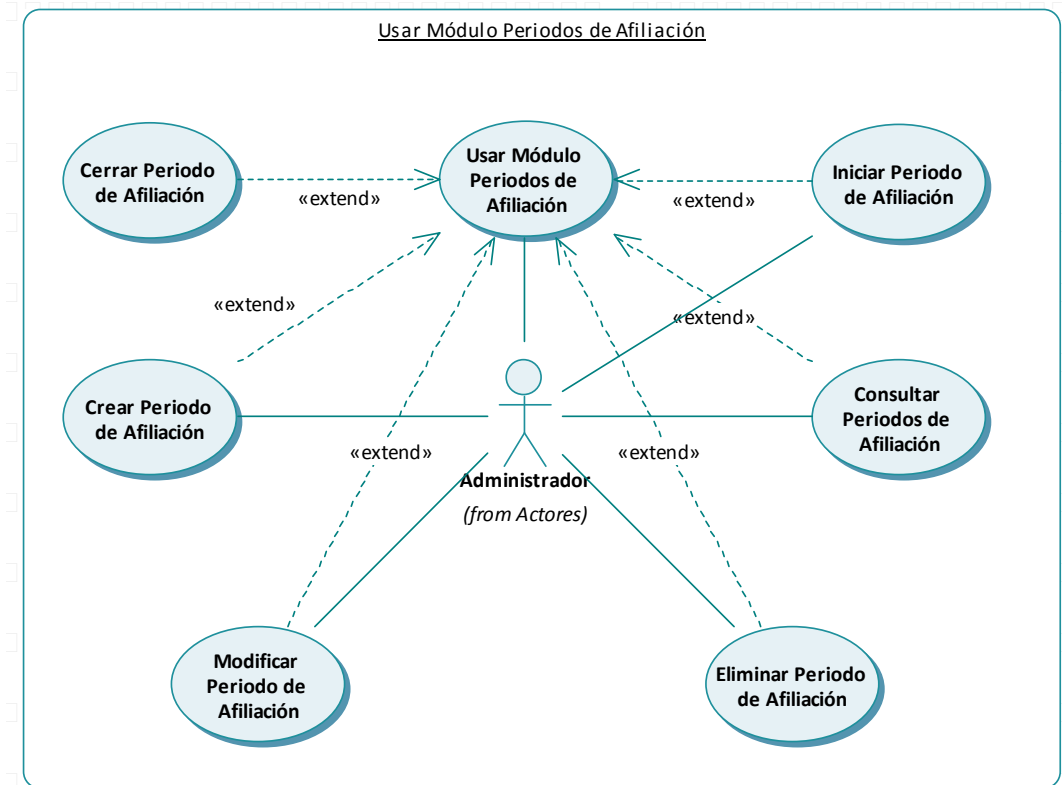 Usar Módulo Periodos de Afiliación
Cerrar Periodo
de Afiliación
«extend»
Usar Módulo
Periodos de
Afiliación
«extend»
Iniciar Periodo
de Afiliación
«extend»
«extend»
Crear Periodo
de Afiliación
Consultar
Periodos de
Afiliación
«extend»
«extend»
Administrador
(from Actores)
Modificar
Periodo de
Afiliación
Eliminar Periodo
de Afiliación